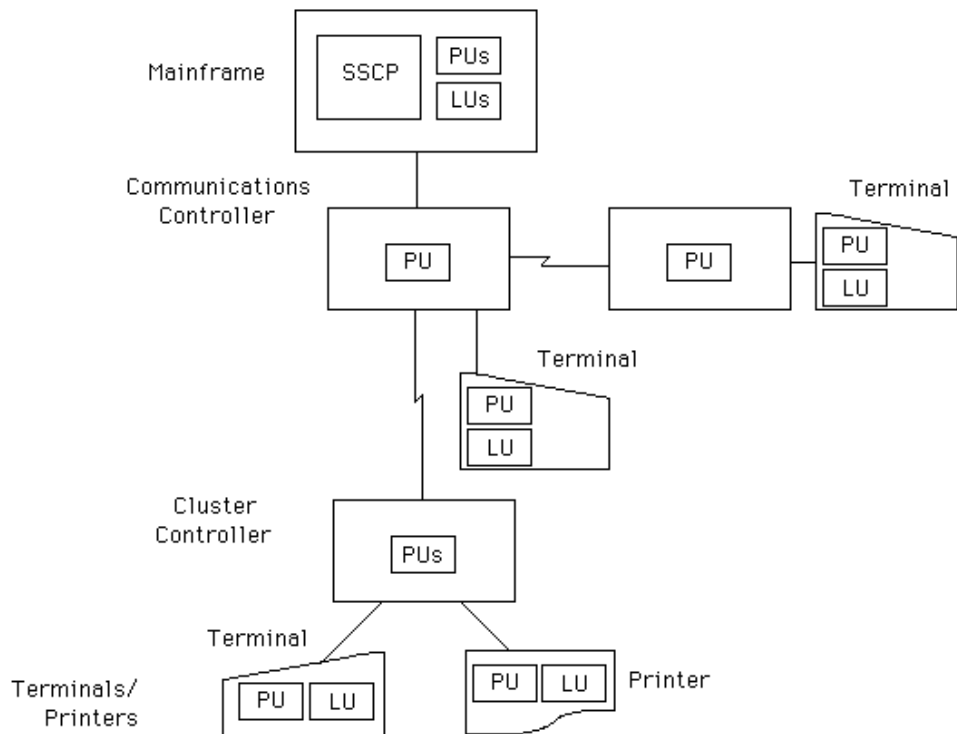 Mainframe
SSCP
PUs
LUs
Communications
Controller
PU
PU
Terminal
PU
LU
Terminal
PU
LU
Cluster
Controller
PUs
Terminal
Terminals/
Printers
PU
LU
PU
LU
Printer